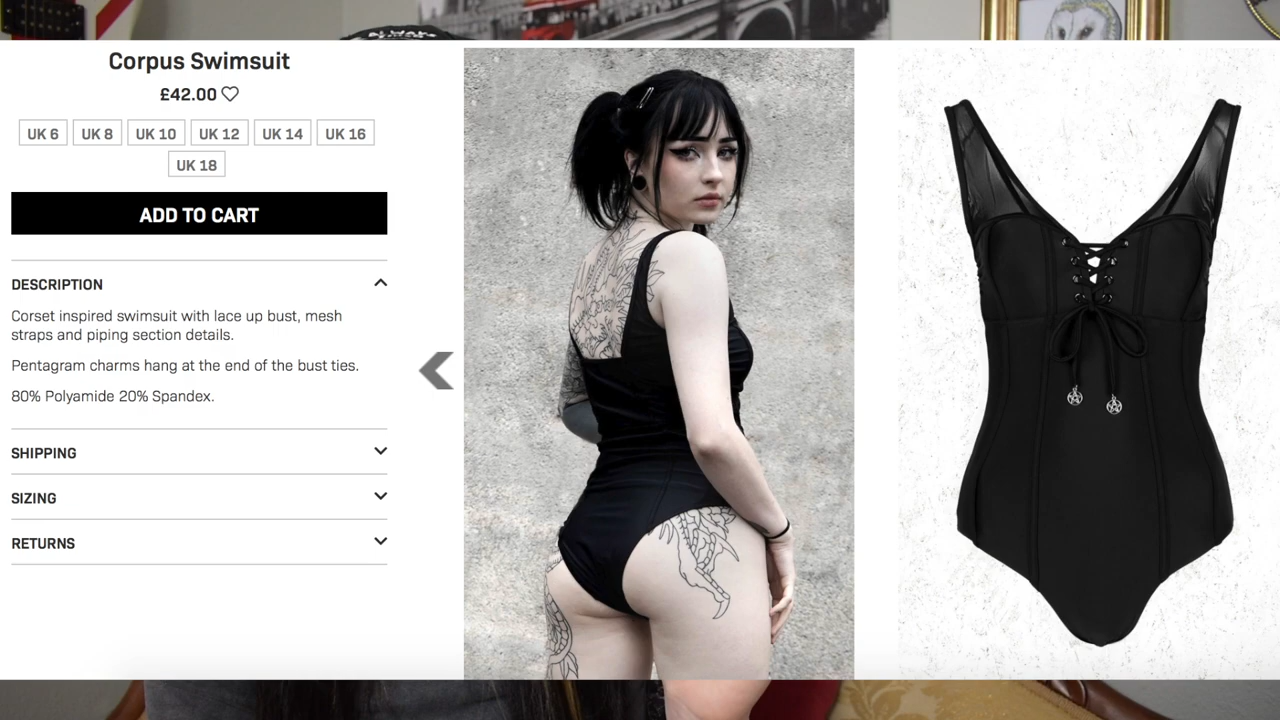 ALWAYS
Corpus Swimsuit
£42.00
UK 6 UK 8 UK 10 UK 12 UK 14 UK 16
UK 18
ADD TO CART
DESCRIPTION
Corset inspired swimsuit with lace up bust, mesh
straps and piping section details.
Pentagram charms hang at the end of the bust ties.
80% Polyamide 20% Spandex.
SHIPPING
SIZING
RETURNS